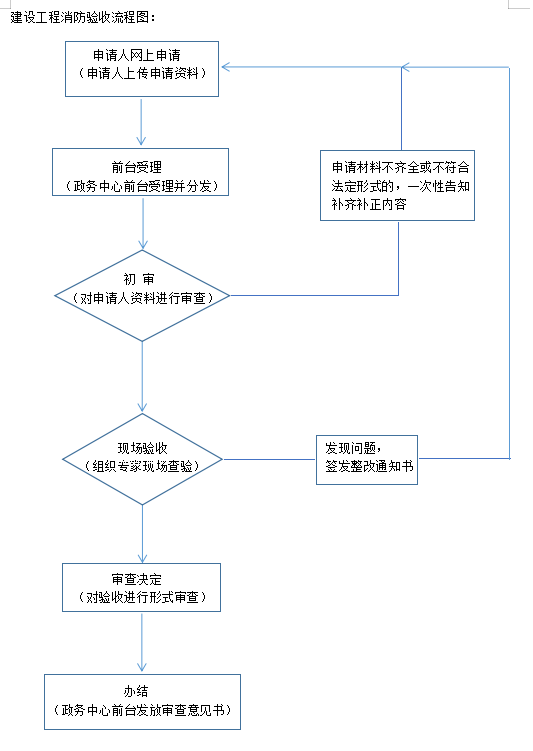 建设工程消防验收流程图：
申请人网上申请
（申请人上传申请资料）
前台受理
（政务中心前台受理并分发）
申请材料不齐全或不符合
法定形式的，一次性告知
补齐补正内容
初 审
（对申请人资料进行审查）
现场验收
（组织专家现场查验）
发现问题，
签发整改通知书
审查决定
（对验收进行形式审查）
办结
（政务中心前台发放审查意见书）